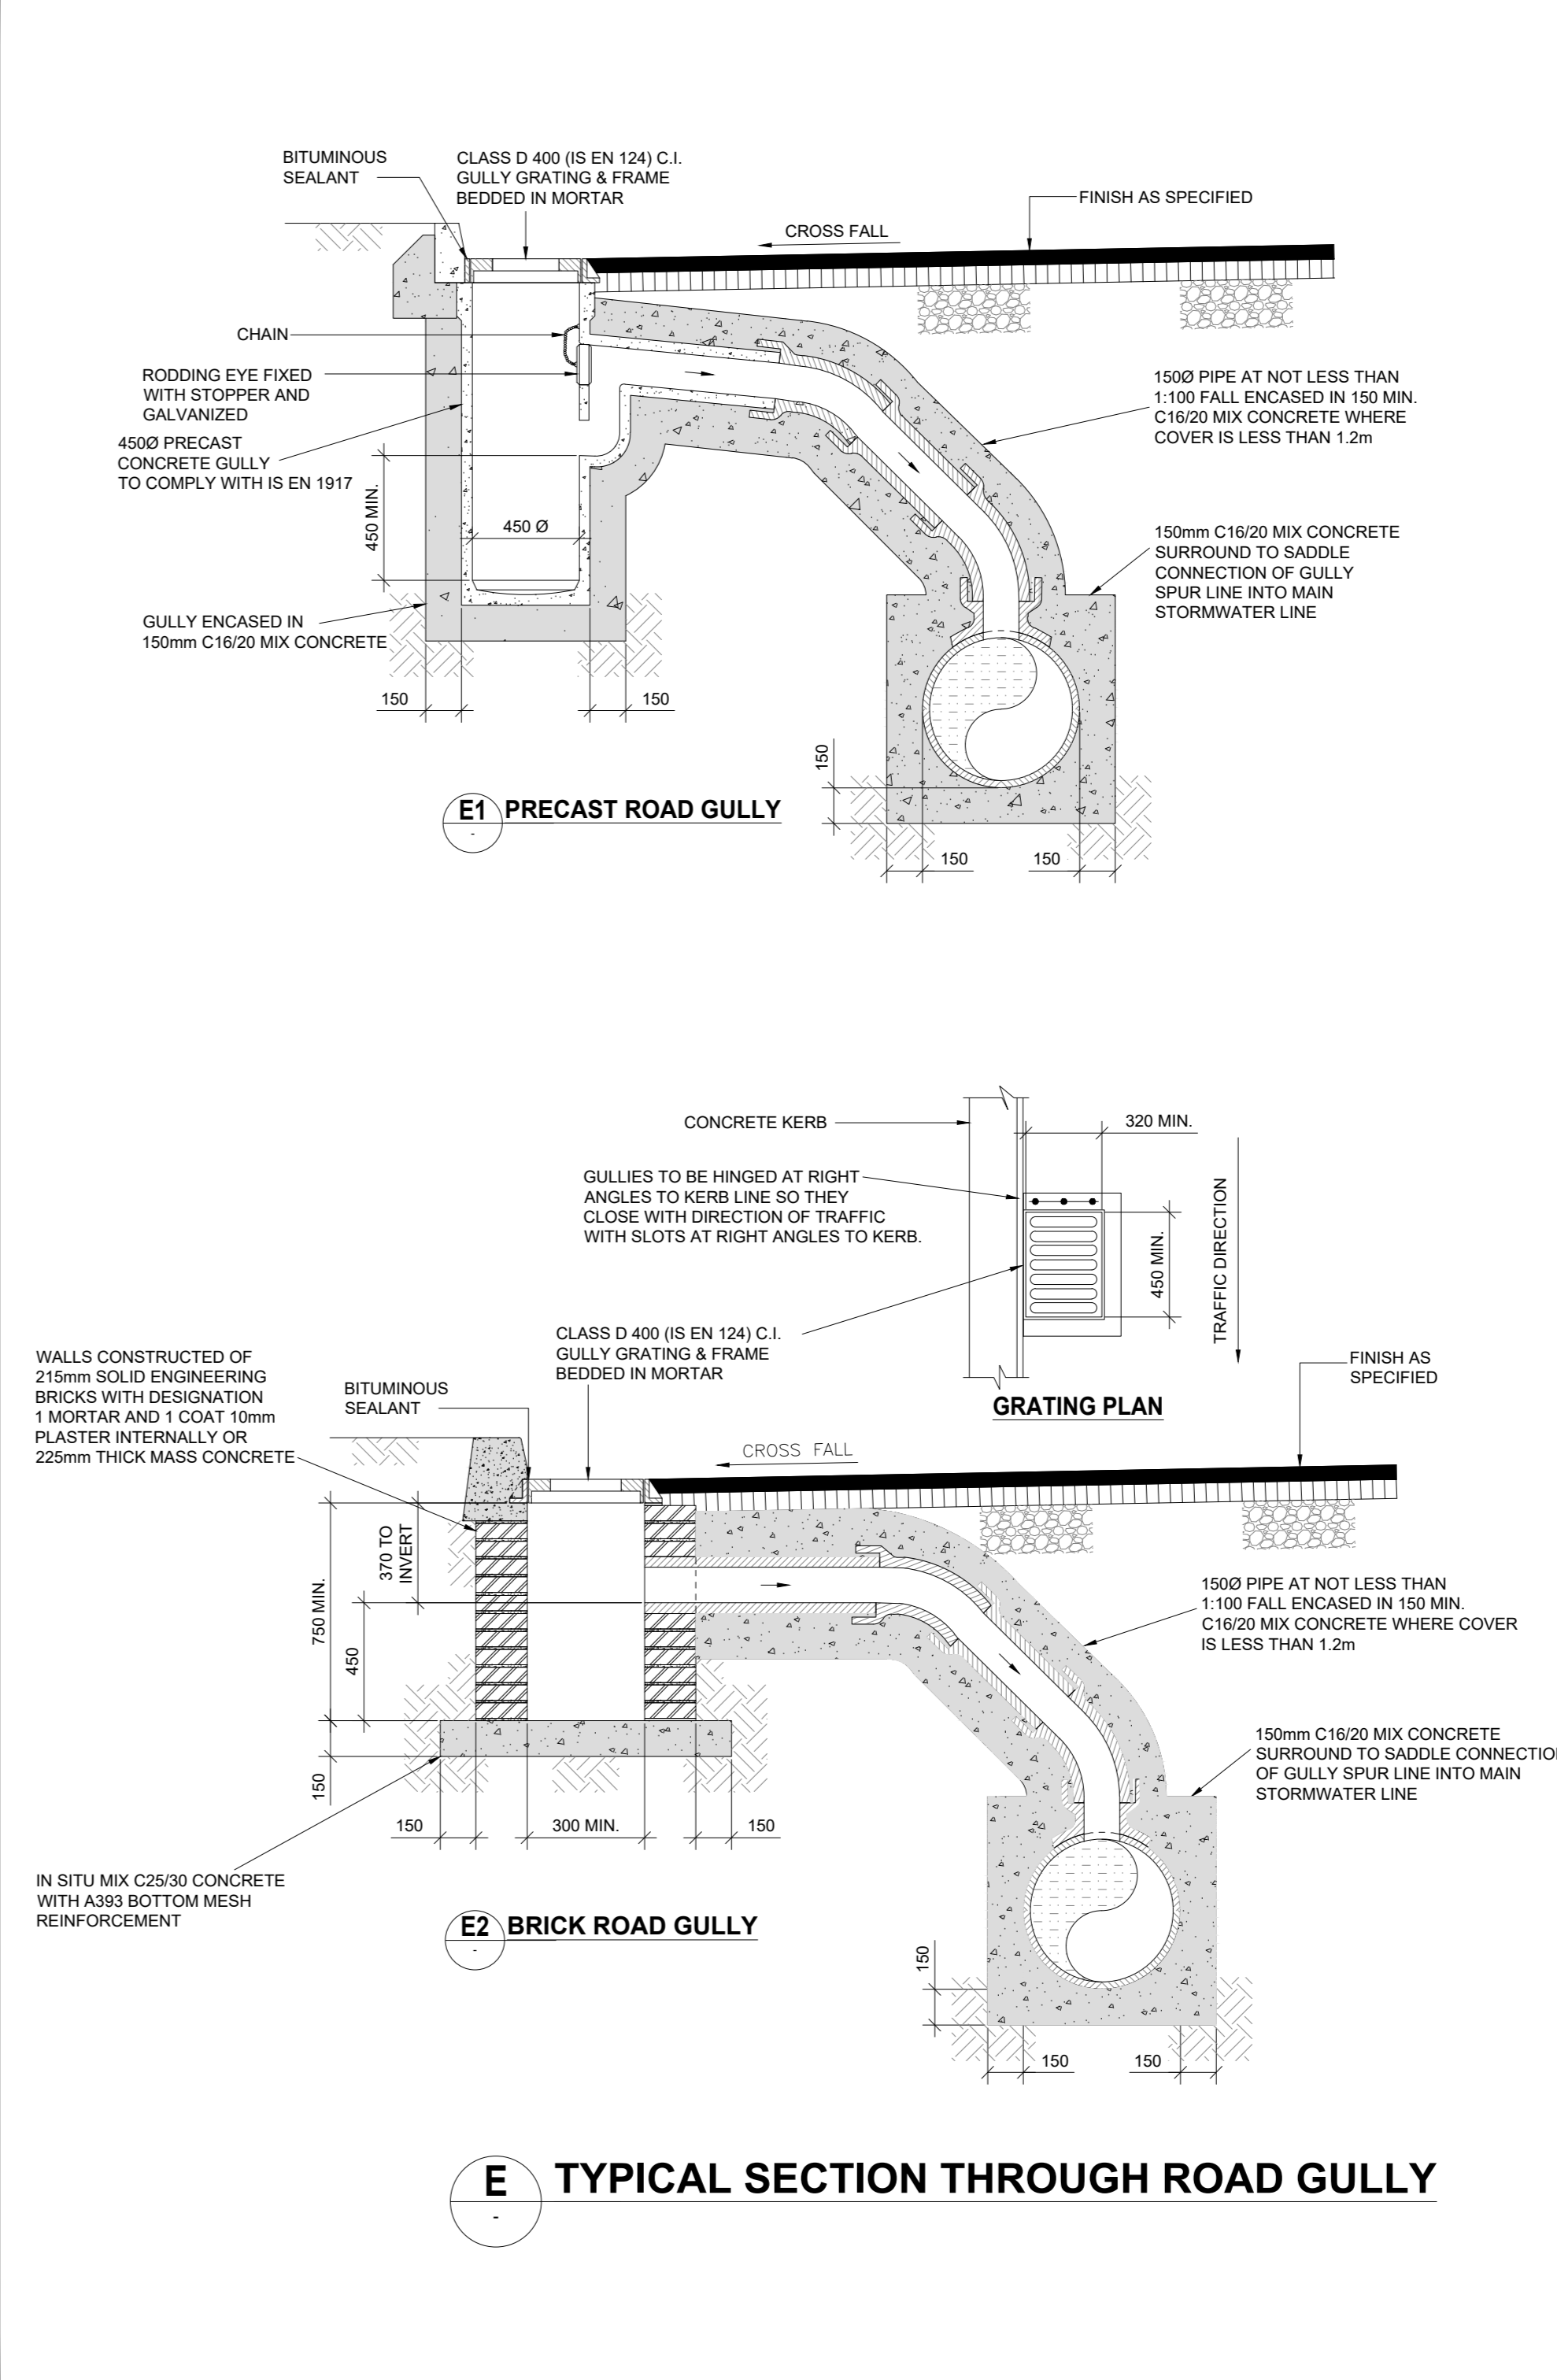 BITUMINOUS
SEALANT
CLASS D 400 (IS EN 124) C.I.
GULLY GRATING & FRAME
BEDDED IN MORTAR
FINISH AS SPECIFIED
CROSS FALL
CHAIN
RODDING EYE FIXED
WITH STOPPER AND
GALVANIZED
450Ø PRECAST
CONCRETE GULLY
TO COMPLY WITH IS EN 1917
450 MIN.
450 Ø
GULLY ENCASED IN
150mm C16/20 MIX CONCRETE
150
150
150Ø PIPE AT NOT LESS THAN
1:100 FALL ENCASED IN 150 MIN.
C16/20 MIX CONCRETE WHERE
COVER IS LESS THAN 1.2m
150mm C16/20 MIX CONCRETE
SURROUND TO SADDLE
CONNECTION OF GULLY
SPUR LINE INTO MAIN
STORMWATER LINE
150
150
150
E1 PRECAST ROAD GULLY
-
CONCRETE KERB
320 MIN.
GULLIES TO BE HINGED AT RIGHT
ANGLES TO KERB LINE SO THEY
CLOSE WITH DIRECTION OF TRAFFIC
WITH SLOTS AT RIGHT ANGLES TO KERB.
450 MIN.
TRAFFIC DIRECTION
CLASS D 400 (IS EN 124) C.I.
GULLY GRATING & FRAME
BEDDED IN MORTAR
GRATING PLAN
FINISH AS
SPECIFIED
WALLS CONSTRUCTED OF
215mm SOLID ENGINEERING
BRICKS WITH DESIGNATION
1 MORTAR AND 1 COAT 10mm
PLASTER INTERNALLY OR
225mm THICK MASS CONCRETE
BITUMINOUS
SEALANT
CROSS FALL
370 TO
INVERT
750 MIN.
450
150
150
300 MIN.
150
150Ø PIPE AT NOT LESS THAN
1:100 FALL ENCASED IN 150 MIN.
C16/20 MIX CONCRETE WHERE COVER
IS LESS THAN 1.2m
150mm C16/20 MIX CONCRETE
SURROUND TO SADDLE CONNECTIO
OF GULLY SPUR LINE INTO MAIN
STORMWATER LINE
IN SITU MIX C25/30 CONCRETE
WITH A393 BOTTOM MESH
REINFORCEMENT
E2 BRICK ROAD GULLY
-
150
150
150
E TYPICAL SECTION THROUGH ROAD GULLY
-